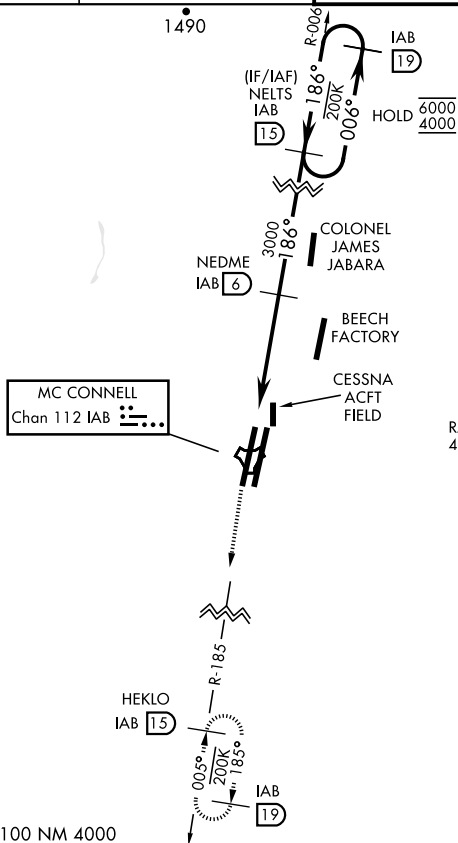 1490
R-006
IAB
19
(IF/IAF)
NELTS
IAB
15
186°
200K
006°
HOLD 6000
4000
3000
186°
COLONEL
JAMES
JABARA
NEDME
IAB 6
BEECH
FACTORY
CESSNA
ACFT
FIELD
MC CONNELL
Chan 112 IAB
R
4
R-185
HEKLO
IAB 15
005°
200K
185°
IAB
19
100 NM 4000